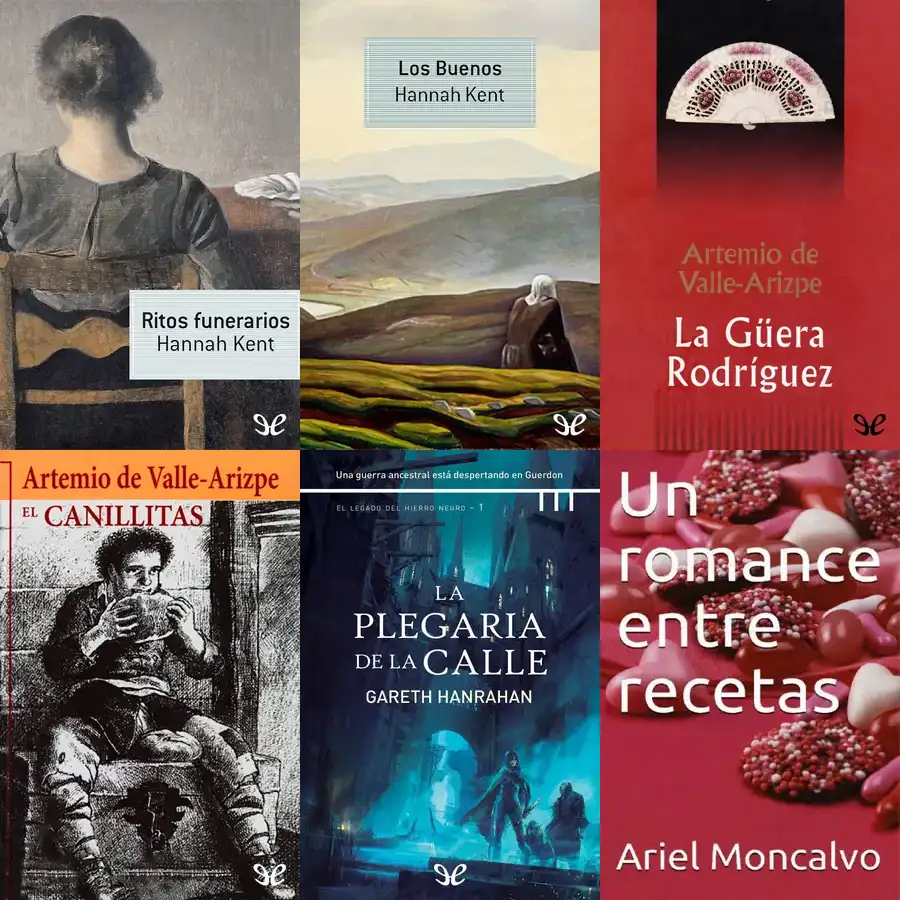 Ritos funerarios
Hannah Kent
Los Buenos
Hannah Kent
Artemio de
Valle-Arizpe
La Güera
Rodríguez
Artemio de Valle-Arizpe
EL CANILLITAS
Una guerra ancestral está despertando en Guerdon
EL LEGADO DEL HIERRO NEGRO - 1
LA
PLEGARIA
DE LA CALLE
GARETH HANRAHAN
Un
romance
entre
recetas
Ariel Moncalvo